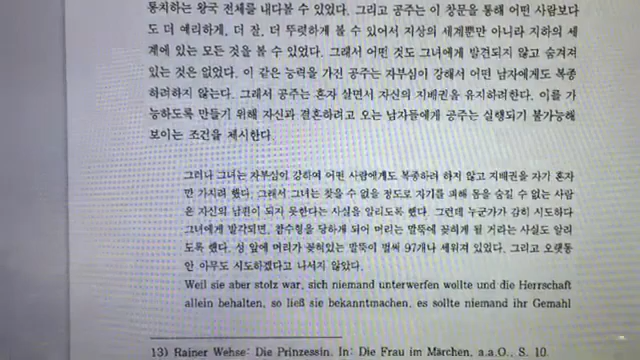 통치하는 왕국 전체를 내다볼 수 있었다. 그리고 공주는 이 창문을 통해 어떤 사람보다
도 더 예리하게, 더 잘, 더 뚜렷하게 볼 수 있어서 지상의 세계뿐만 아니라 지하의 세
계에 있는 모든 것을 볼 수 있었다. 그래서 어떤 것도 그녀에게 발견되지 않고 숨겨져
있는 것은 없었다. 이 같은 능력을 가진 공주는 자부심이 강해서 어떤 남자에게도 복종
하려하지 않는다. 그래서 공주는 혼자 살면서 자신의 지배권을 유지하려한다. 이를 가
능하도록 만들기 위해 자신과 결혼하려고 오는 남자들에게 공주는 실행되기 불가능해
보이는 조건을 제시한다.
그러나 그녀는 자부심이 강하여 어떤 사람에게도 복종하려 하지 않고 지배권을 자기 혼자
만 가지려 했다. 그래서 그녀는 찾을 수 없을 정도로 자기를 피해 몸을 숨길 수 없는 사람
은 자신의 남편이 되지 못한다는 사실을 알리도록 했다. 그런데 누군가가 감히 시도하다
그녀에게 발각되면, 참수형을 당하게 되어 머리는 말뚝에 꽂히게 될 거라는 사실도 알리
도록 했다. 성 앞에 머리가 꽂혀있는 말뚝이 벌써 97개나 세워져 있었다. 그리고 오랫동
안 아무도 시도하겠다고 나서지 않았다.
Weil sie aber stolz war, sich niemand unterwerfen wollte und die Herrschaft
allein behalten, so ließ sie bekanntmachen, es sollte niemand ihr Gemahl
13) Rainer Wehse: Die Prinzessin. In: Die Frau im Märchen, a.a.O., S. 10.